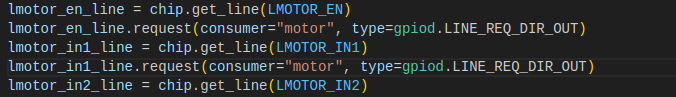 lmotor_en_line = chip.get_line(LMOTOR_EN)
lmotor_en_line.request(consumer="motor", type=gpiod.LINE_REQ_DIR_OUT)
lmotor_in1_line = chip.get_line(LMOTOR_IN1)
lmotor_in1_line.request(consumer="motor", type=gpiod.LINE_REQ_DIR_OUT)
lmotor_in2_line = chip.get_line(LMOTOR_IN2)